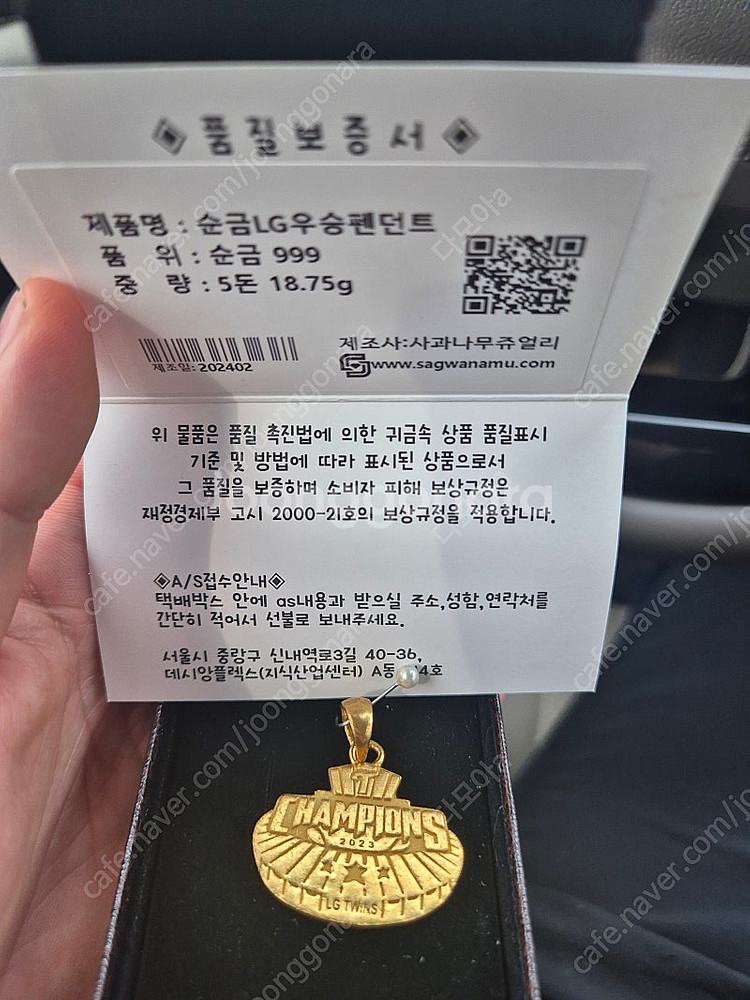 ◈품질보증서◈
제품명 : 순금LG우승펜던트
품 위 : 순금 999
중 량 : 5돈 18.75g
제조일: 202402
제조사:사과나무쥬얼리
www.sagwanamu.com
위 물품은 품질 촉진법에 의한 귀금속 상품 품질표시
기준 및 방법에 따라 표시된 상품으로서
그 품질을 보증하며 소비자 피해 보상규정은
재정경제부 고시 2000-21호의 보상규정을 적용합니다.
◈A/S접수안내◈
택배박스 안에 as내용과 받으실 주소,성함,연락처를
간단히 적어서 선불로 보내주세요.
서울시 중랑구 신내역로3길 40-36,
데시앙플렉스(지식산업센터) A동 4호
CHAMPIONS
2023
LG TWINS
joonggonara
cafe.naver.com/joonggonara